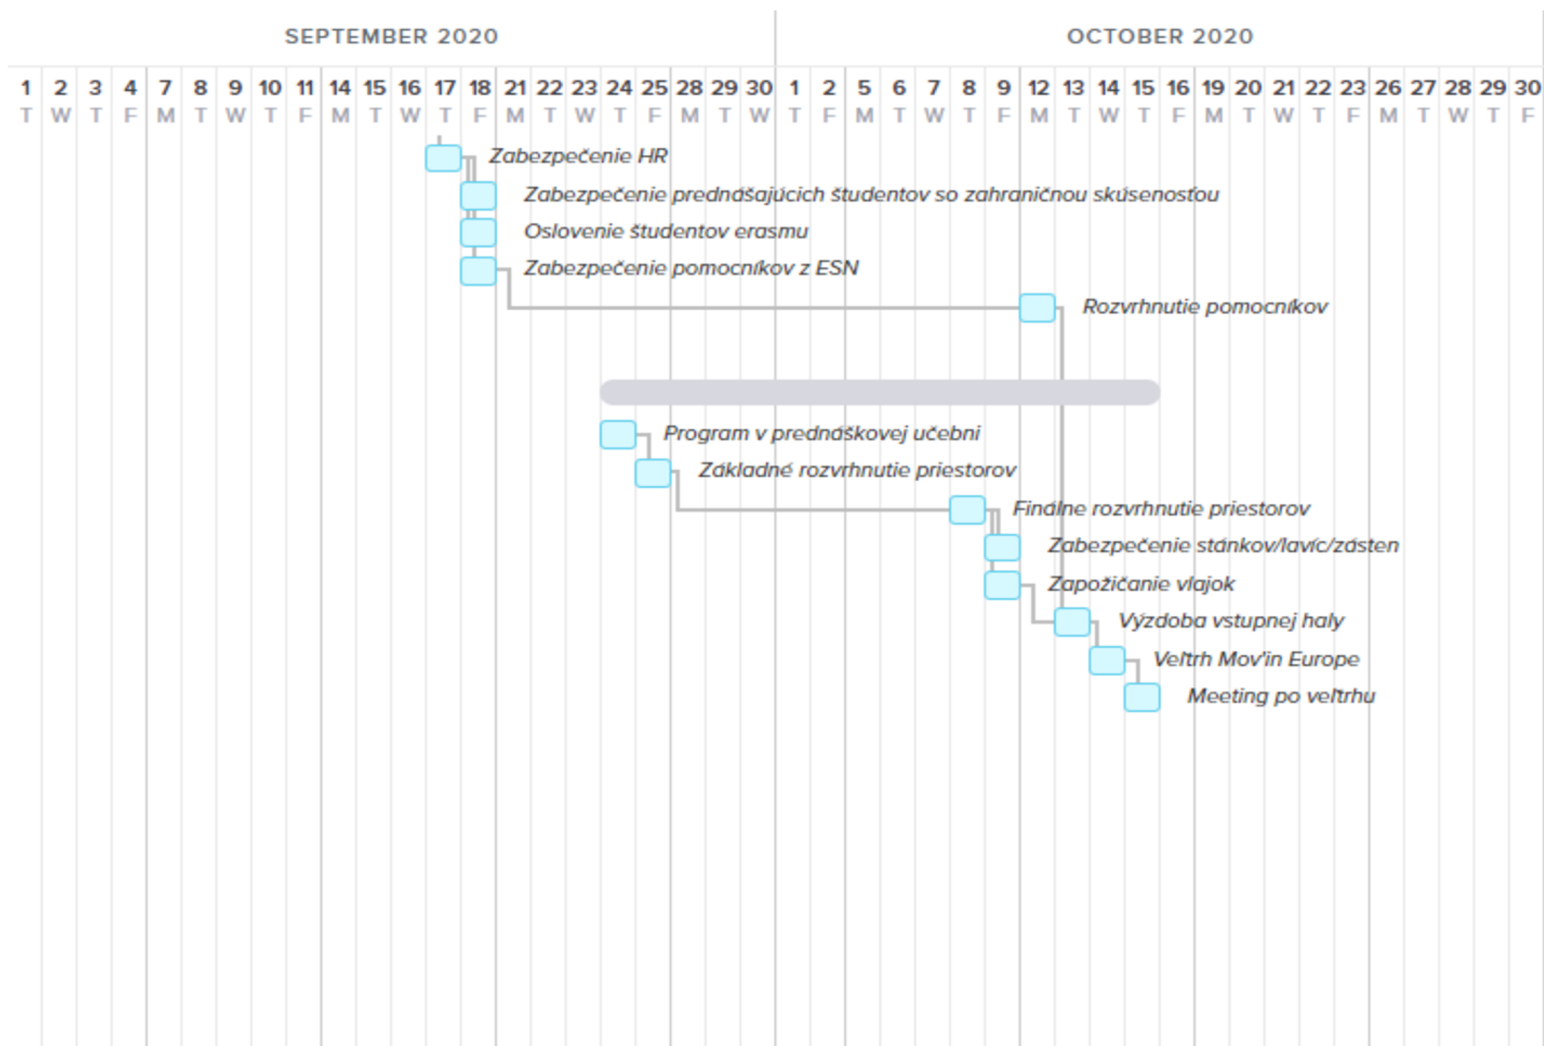 SEPTEMBER 2020 OCTOBER 2020
1 2 3 4 7 8 9 10 11 14 15 16 17 18 21 22 23 24 25 28 29 30 1 2 5 6 7 8 9 12 13 14 15 16 19 20 21 22 23 26 27 28 29 30
T W T F M T W T F M T W T F M T W T F M T W T F M T W T F M T W T F M T W T F M T W T F
Zabezpečenie HR
Zabezpečenie prednášajúcich študentov so zahraničnou skúsenosťou
Oslovenie študentov erasmu
Zabezpečenie pomocníkov z ESN
Rozvrhnutie pomocníkov
Program v prednáškovej učebni
Základné rozvrhnutie priestorov
Finálne rozvrhnutie priestorov
Zabezpečenie stánkov/lavíc/zásten
Zapožičanie vlajok
Výzdoba vstupnej haly
Veľtrh Mov'in Europe
Meeting po veľtrhu